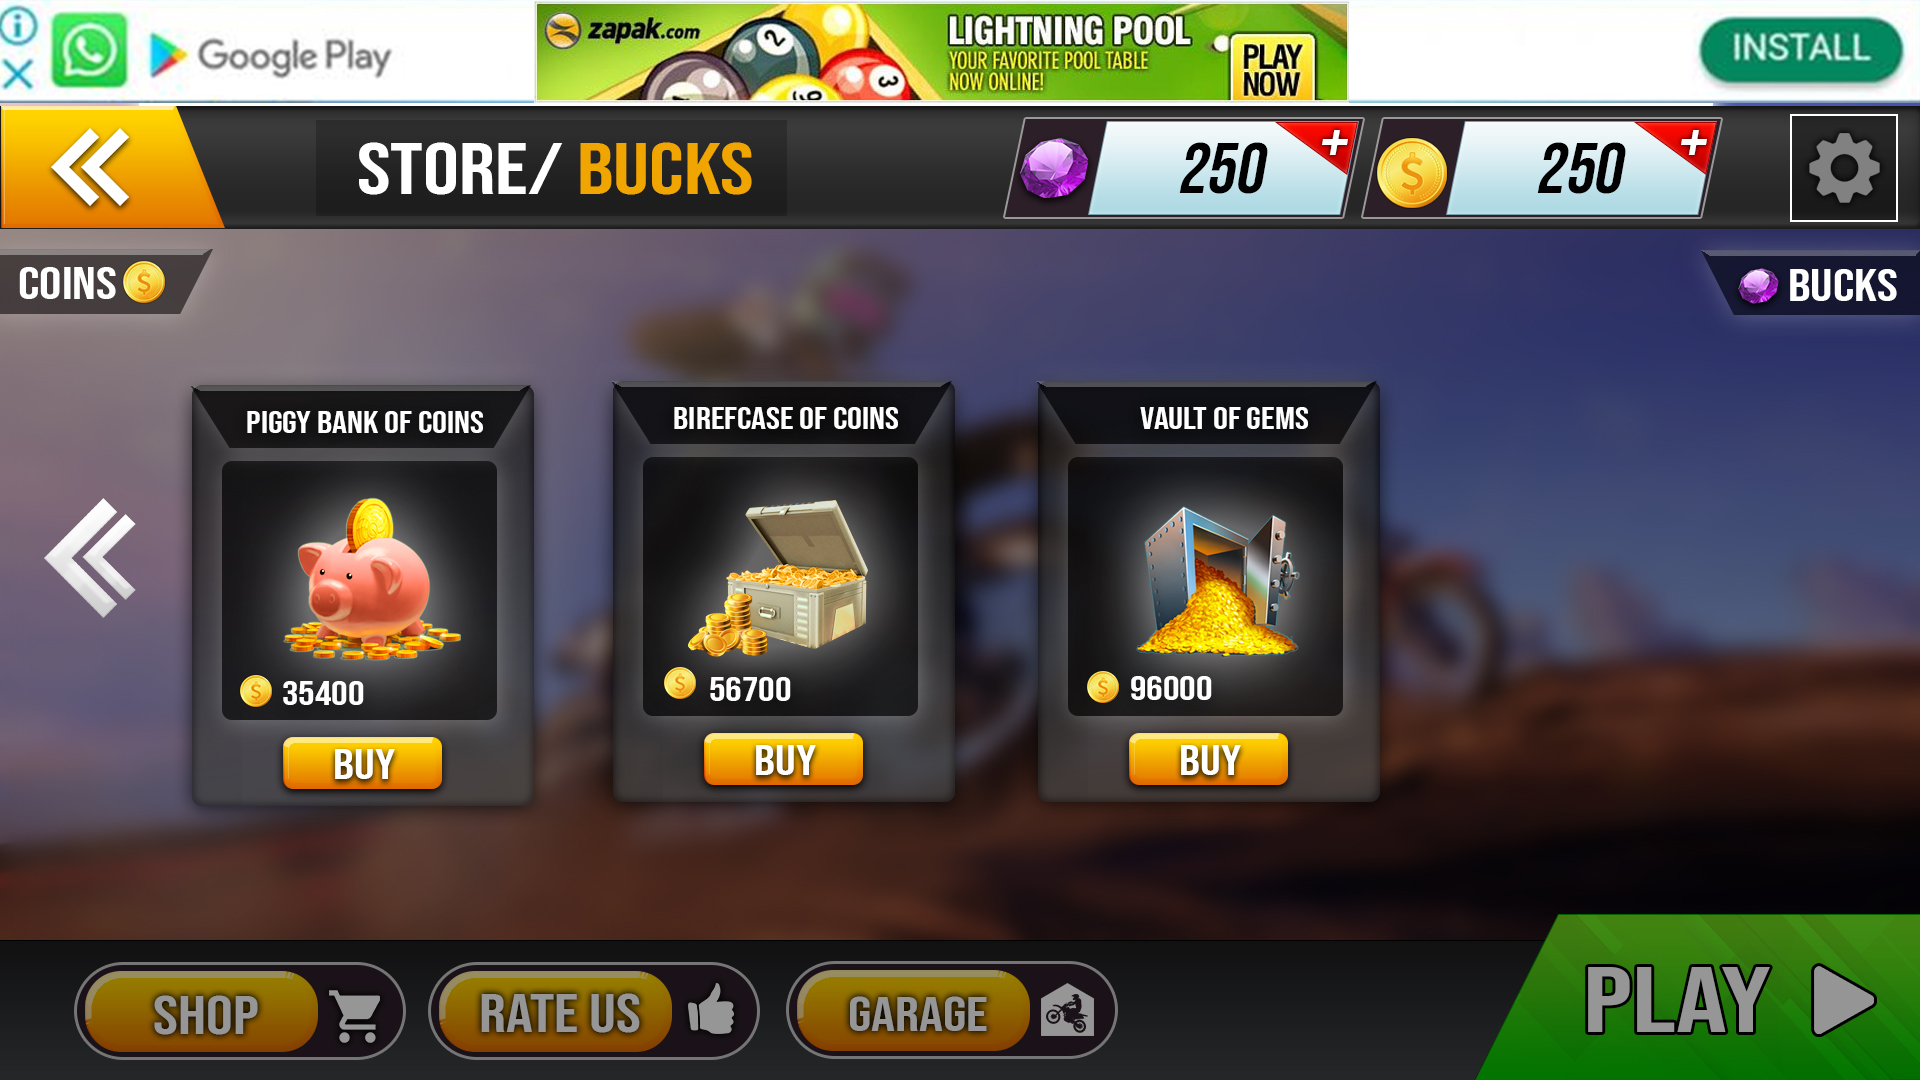 Google Play
zapak.com
LIGHTNING POOL
YOUR FAVORITE POOL TABLE
NOW ONLINE!
PLAY
NOW
INSTALL
STORE/ BUCKS
250
250
COINS
BUCKS
PIGGY BANK OF COINS
BIREFCASE OF COINS
VAULT OF GEMS
35400
56700
96000
BUY
BUY
BUY
SHOP
RATE US
GARAGE
PLAY